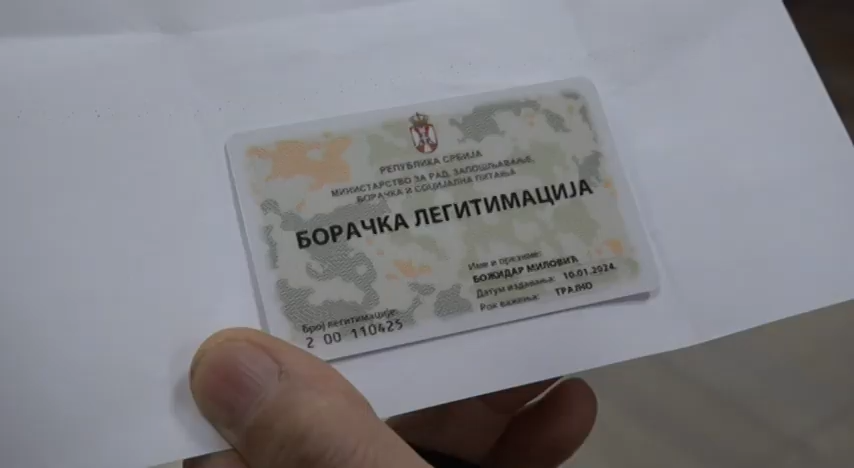 РЕПУБЛИКА СРБИЈА
МИНИСТАРСТВО ЗА РАД, ЗАПОШЉАВАЊЕ,
БОРАЧКА И СОЦИЈАЛНА ПИТАЊА
БОРАЧКА ЛЕГИТИМАЦИЈА
Име и презиме:
БОЖИДАР МИЛОВИЋ
Датум издавања: 10.01.2024.
Рок важења: ТРАЈНО
Број легитимације:
2 00 110425